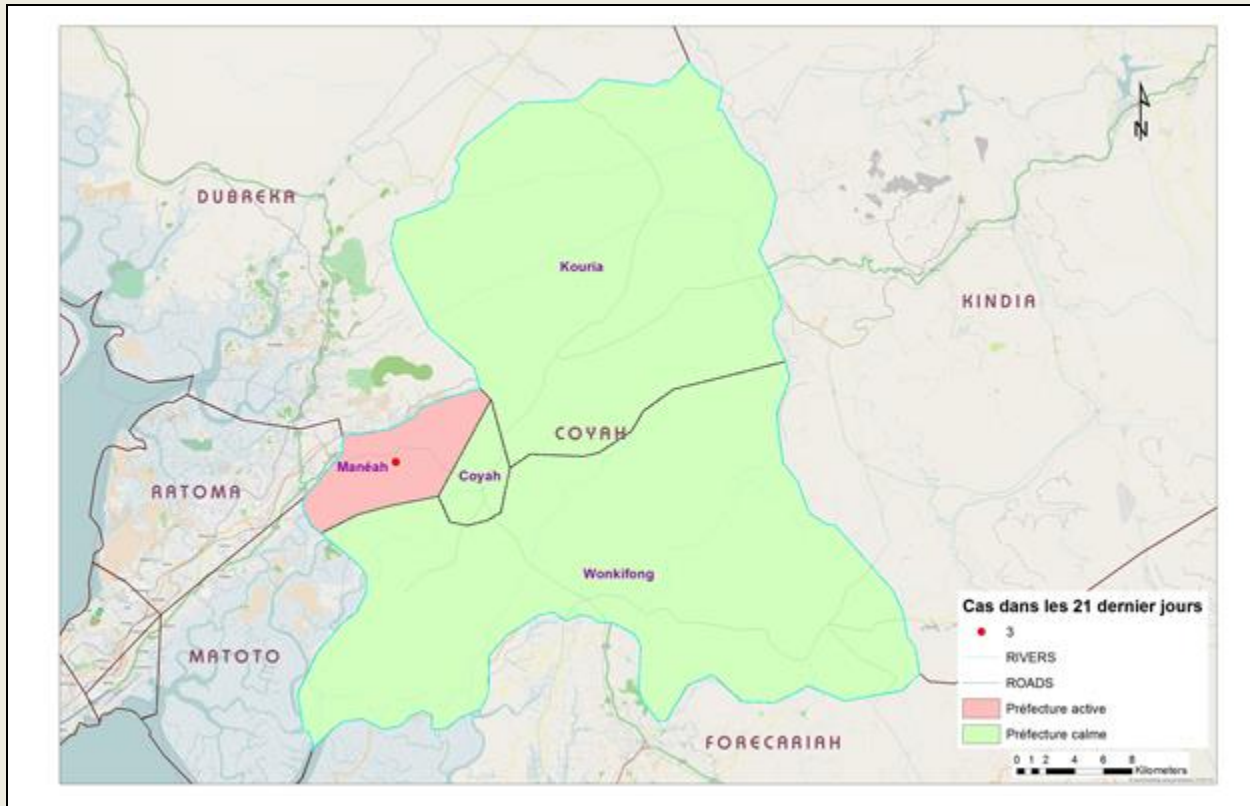 N
DUBREKA
Kouria
KINDIA
COYAH
Manéah
Coyah
RATOMA
Wonkifong
MATOTO
FORECARIAH
Cas dans les 21 dernier jours
3
RIVERS
ROADS
Préfecture active
Préfecture calme
0 1 2 4 6 8
Kilometers